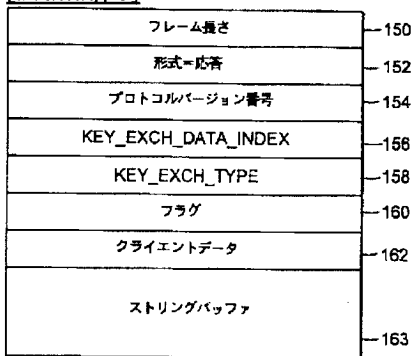 フレーム長さ 150
形式=応答 152
プロトコルバージョン番号 154
KEY_EXCH_DATA_INDEX 156
KEY_EXCH_TYPE 158
フラグ 160
クライエントデータ 162
ストリングバッファ
163